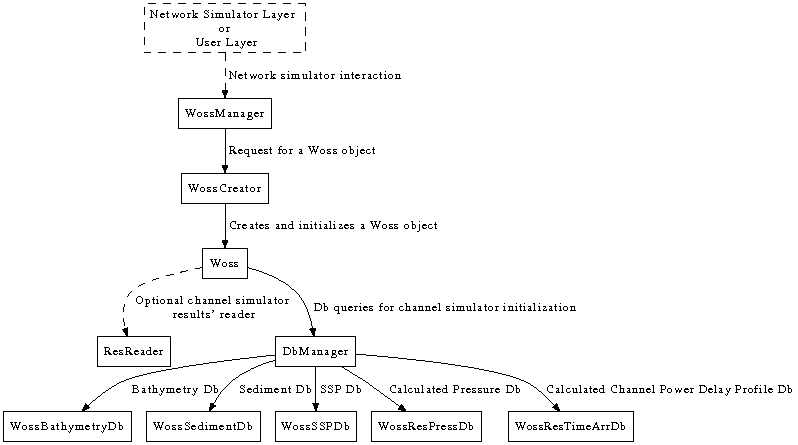 Network Simulator Layer
or
User Layer
Network simulator interaction
WossManager
Request for a Woss object
WossCreator
Creates and initializes a Woss object
Woss
Optional channel simulator
results' reader
Db queries for channel simulator initialization
ResReader
DbManager
Bathymetry Db
Sediment Db
SSP Db
Calculated Pressure Db
Calculated Channel Power Delay Profile Db
WossBathymetryDb
WossSedimentDb
WossSSPDb
WossResPressDb
WossResTimeArrDb